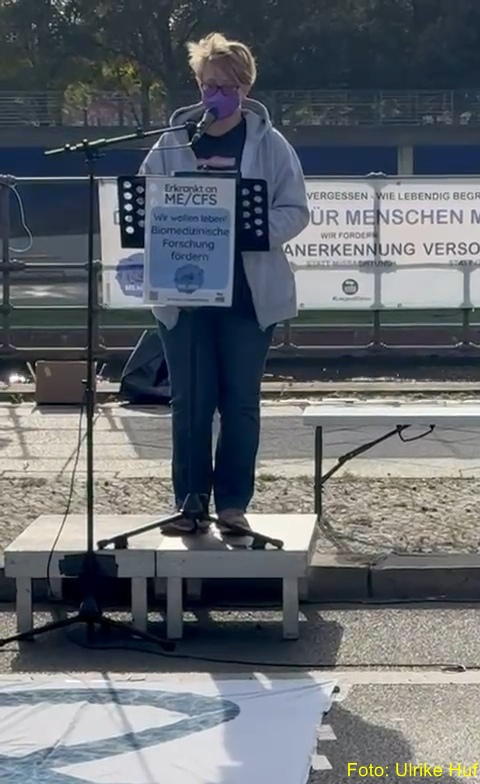 Erkrankt an
ME/CFS
Wir wollen leben!
Biomedizinische
Forschung
fördern
VERGESSEN - WIE LEBENDIG BEGR
ÜR MENSCHEN M
WIR FORDERN
ANERKENNUNG VERSO
STATT
Foto: Ulrike Huf